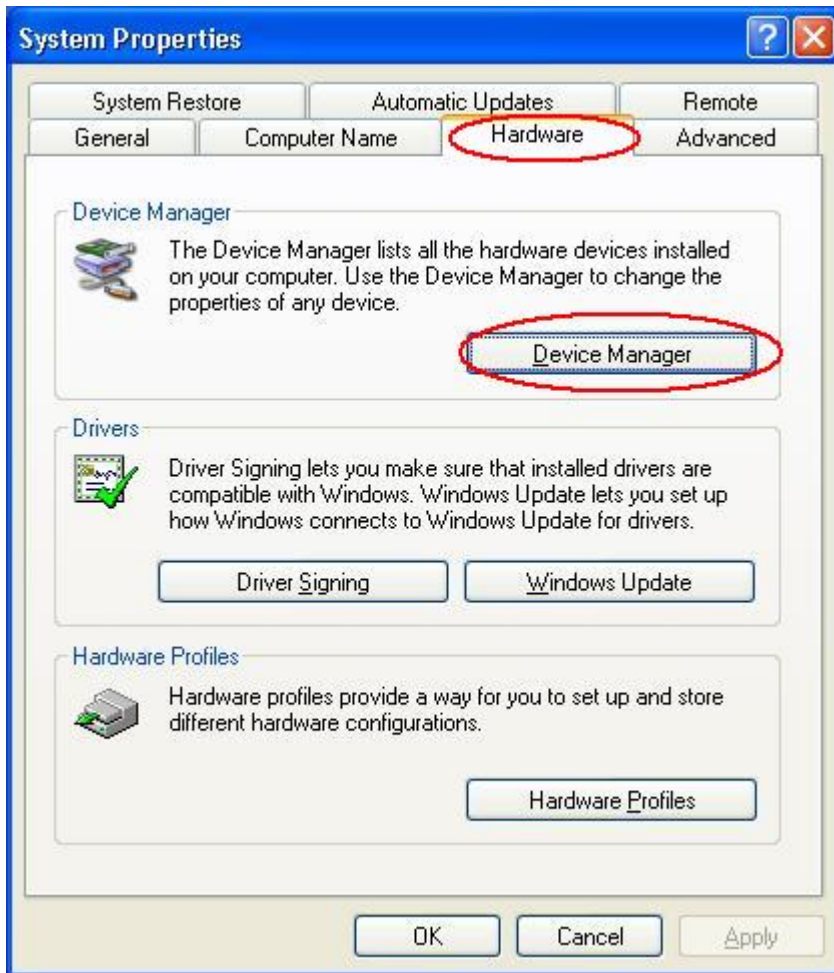 System Properties
?
X
System Restore
Automatic Updates
Remote
General
Computer Name
Hardware
Advanced
Device Manager
The Device Manager lists all the hardware devices installed
on your computer. Use the Device Manager to change the
properties of any device.
Device Manager
Drivers
Driver Signing lets you make sure that installed drivers are
compatible with Windows. Windows Update lets you set up
how Windows connects to Windows Update for drivers.
Driver Signing
Windows Update
Hardware Profiles
Hardware profiles provide a way for you to set up and store
different hardware configurations.
Hardware Profiles
OK
Cancel
Apply